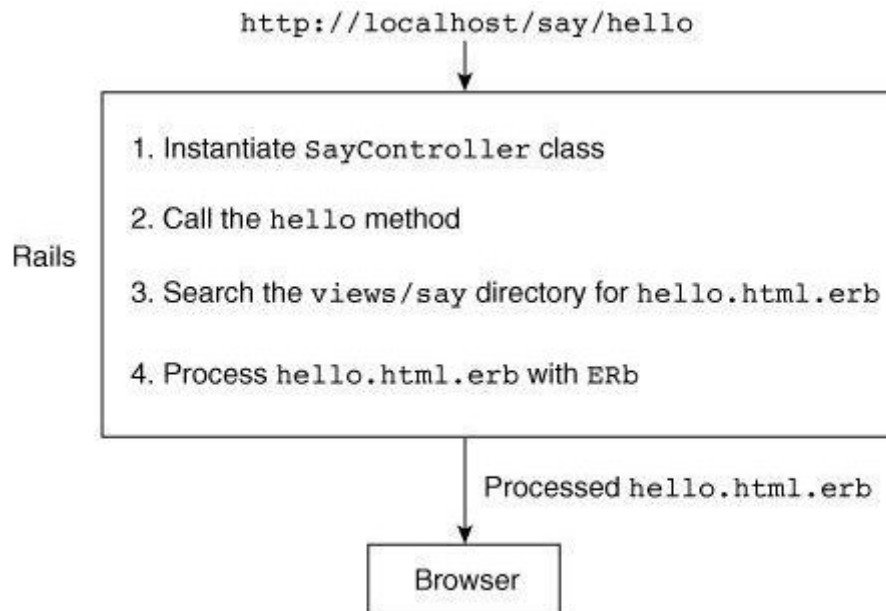 http://localhost/say/hello
1. Instantiate SayController class
2. Call the hello method
Rails
3. Search the views/say directory for hello.html.erb
4. Process hello.html.erb with ERb
Processed hello.html.erb
Browser